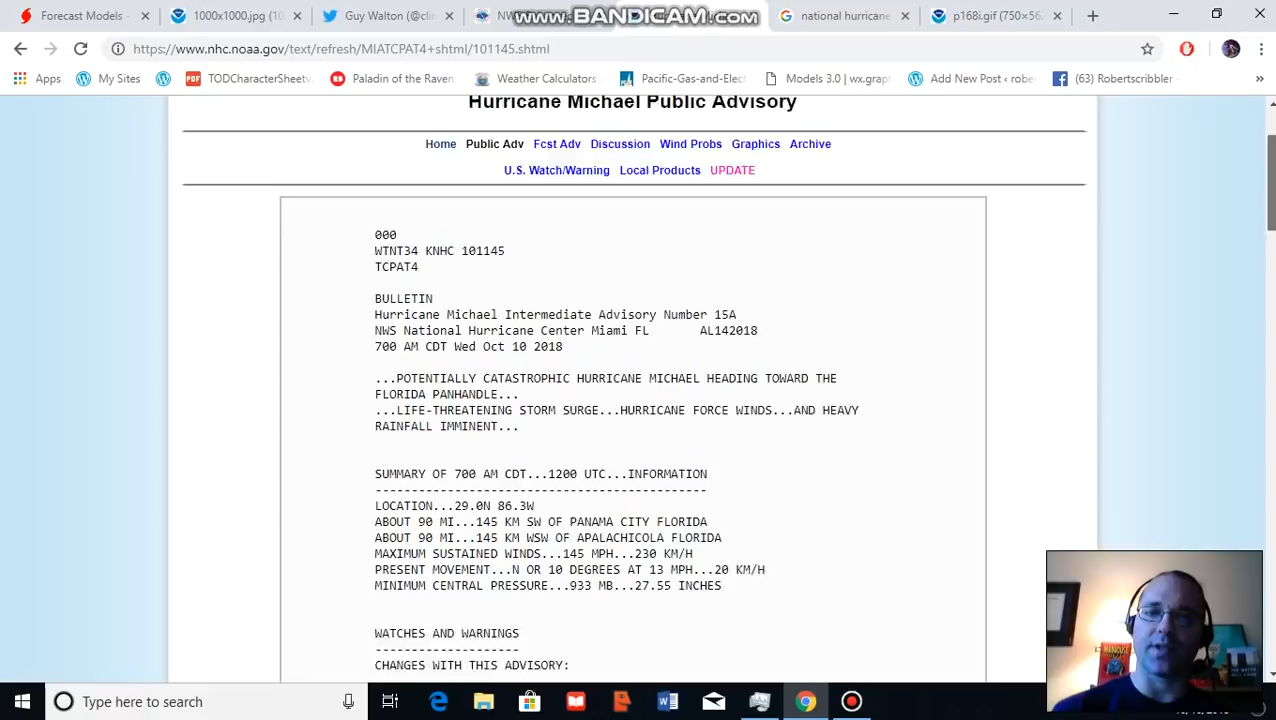 Forecast Models - 
1000x1000.jpg (10
Guy Walton (@clim
NW
www.BANDICAM.com
national hurricane
p168i.gif (750×562
https://www.nhc.noaa.gov/text/refresh/MIATCPAT4+shtml/101145.shtml
Apps
My Sites
TODCharacterSheetv
Paladin of the Raven
Weather Calculators
Pacific-Gas-and-Elect
Models 3.0 | wx.grap
Add New Post ‹ robe
(63) Robertscribbler
»
Hurricane Michael Public Advisory
Home Public Adv Fcst Adv Discussion Wind Probs Graphics Archive
U.S. Watch/Warning Local Products UPDATE
000
WTNT34 KNHC 101145
TCPAT4
BULLETIN
Hurricane Michael Intermediate Advisory Number 15A
NWS National Hurricane Center Miami FL AL142018
700 AM CDT Wed Oct 10 2018
...POTENTIALLY CATASTROPHIC HURRICANE MICHAEL HEADING TOWARD THE
FLORIDA PANHANDLE...
...LIFE-THREATENING STORM SURGE...HURRICANE FORCE WINDS...AND HEAVY
RAINFALL IMMINENT...
SUMMARY OF 700 AM CDT...1200 UTC...INFORMATION
----------------------------------------------
LOCATION...29.0N 86.3W
ABOUT 90 MI...145 KM SW OF PANAMA CITY FLORIDA
ABOUT 90 MI...145 KM WSW OF APALACHICOLA FLORIDA
MAXIMUM SUSTAINED WINDS...145 MPH...230 KM/H
PRESENT MOVEMENT...N OR 10 DEGREES AT 13 MPH...20 KM/H
MINIMUM CENTRAL PRESSURE...933 MB...27.55 INCHES
WATCHES AND WARNINGS
--------------------
CHANGES WITH THIS ADVISORY:
Type here to search